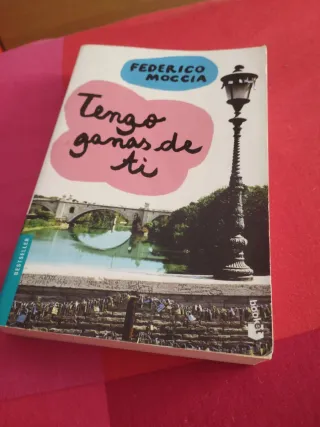 FEDERICO
MOCCIA
Tengo
ganas de
ti
BESTSELLER
booket